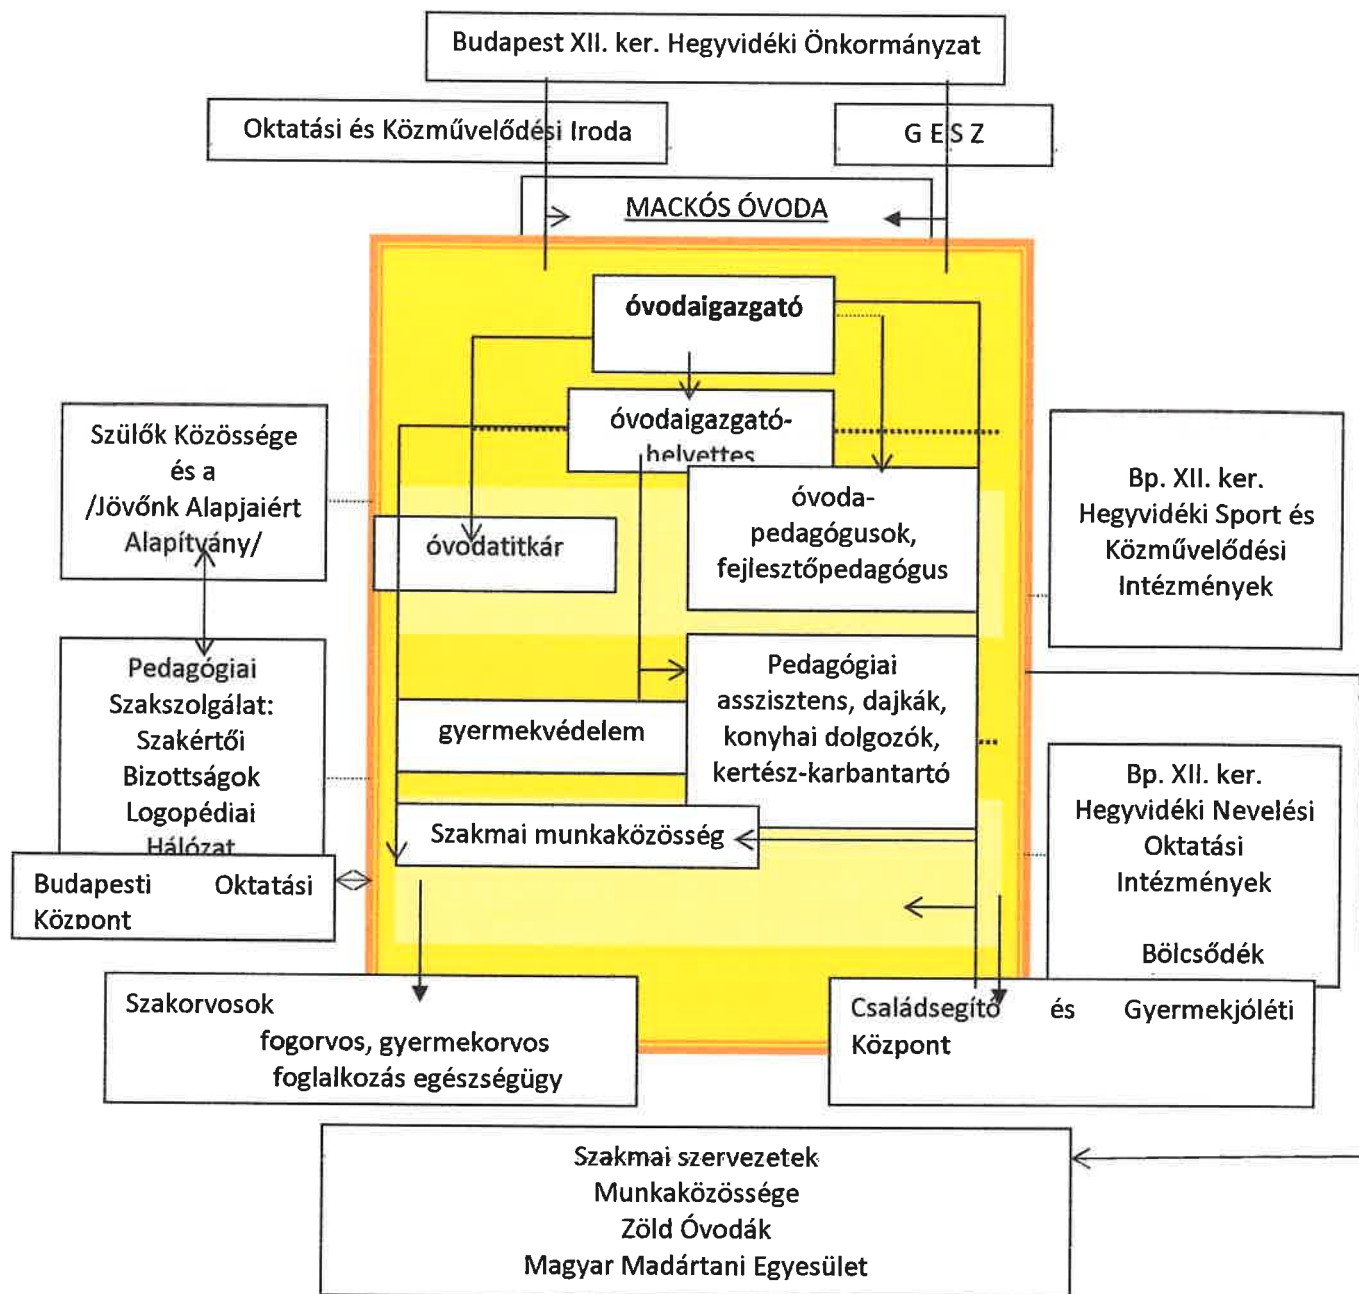 Budapest XII. ker. Hegyvidéki Önkormányzat
Oktatási és Közművelődési Iroda
G E S Z
MACKÓS ÓVODA
óvodaigazgató
óvodaigazgató-
helyettes
Szülők Közössége
és a
/Jövőnk Alapjaiért
Alapítvány/
óvodatitkár
óvoda-
pedagógusok,
fejlesztőpedagógus
Bp. XII. ker.
Hegyvidéki Sport és
Közművelődési
Intézmények
Pedagógiai
Szakszolgálat:
Szakértői
Bizottságok
Logopédiai
Hálózat
gyermekvédelem
Pedagógiai
asszisztens, dajkák,
konyhai dolgozók,
kertész-karbantartó
Bp. XII. ker.
Hegyvidéki Nevelési
Oktatási
Intézmények
Bölcsődék
Szakmai munkaközösség
Budapesti Oktatási
Központ
Szakorvosok
fogorvos, gyermekorvos
foglalkozás egészségügy
Családsegítő és Gyermekjóléti
Központ
Szakmai szervezetek
Munkaközössége
Zöld Óvodák
Magyar Madártani Egyesület